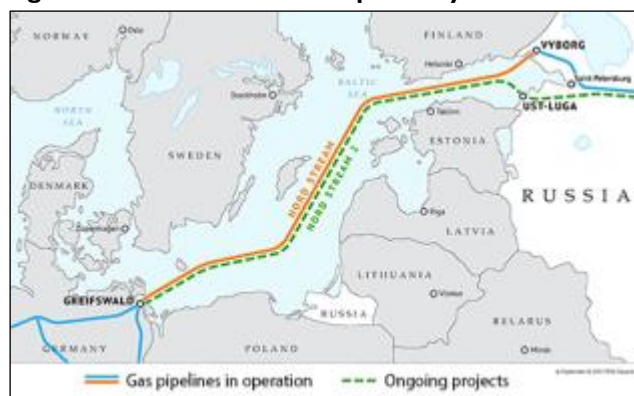 NORWAY
Oslo
FINLAND
VYBORG
Helsinki
Saint Petersburg
BALTIC
SEA
Stockholm
UST-LUGA
Tallinn
NORTH
SEA
ESTONIA
SWEDEN
NORD STREAM
NORD STREAM 2
RUSSIA
DENMARK
Riga
Copenhagen
LATVIA
LITHUANIA
GREIFSWALD
Vilnius
RUSSIA
BELARUS
GERMANY
POLAND
Minsk
Gas pipelines in operation
Ongoing projects